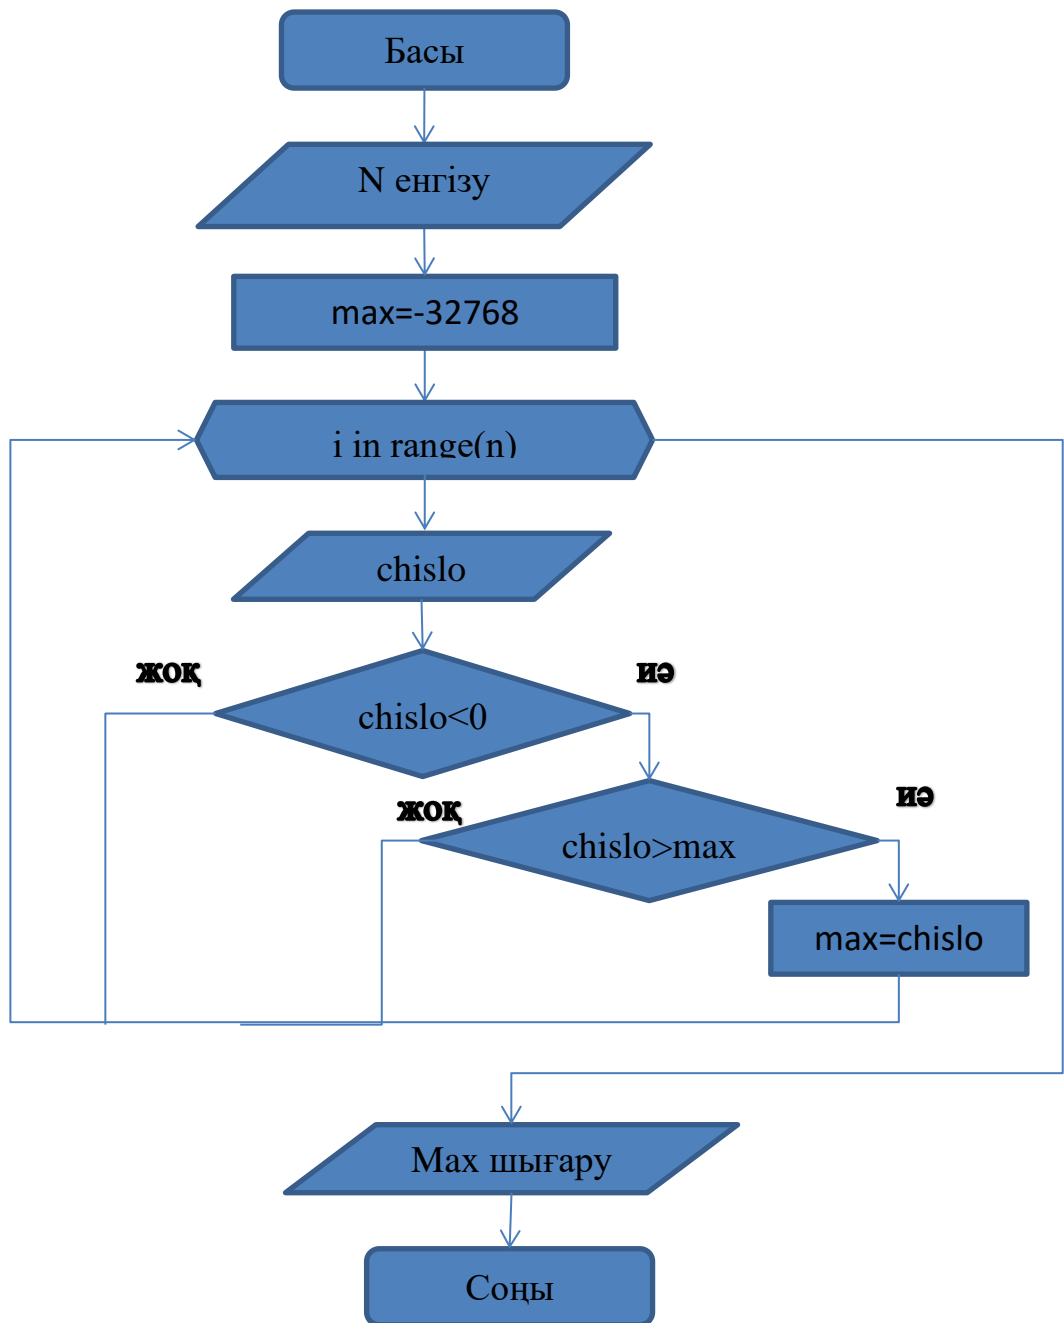 Басы
N енгізу
max=-32768
i in range(n)
chislo
жоқ
иә
chislo<0
жоқ
иә
chislo>max
max=chislo
Max шығару
Соңы